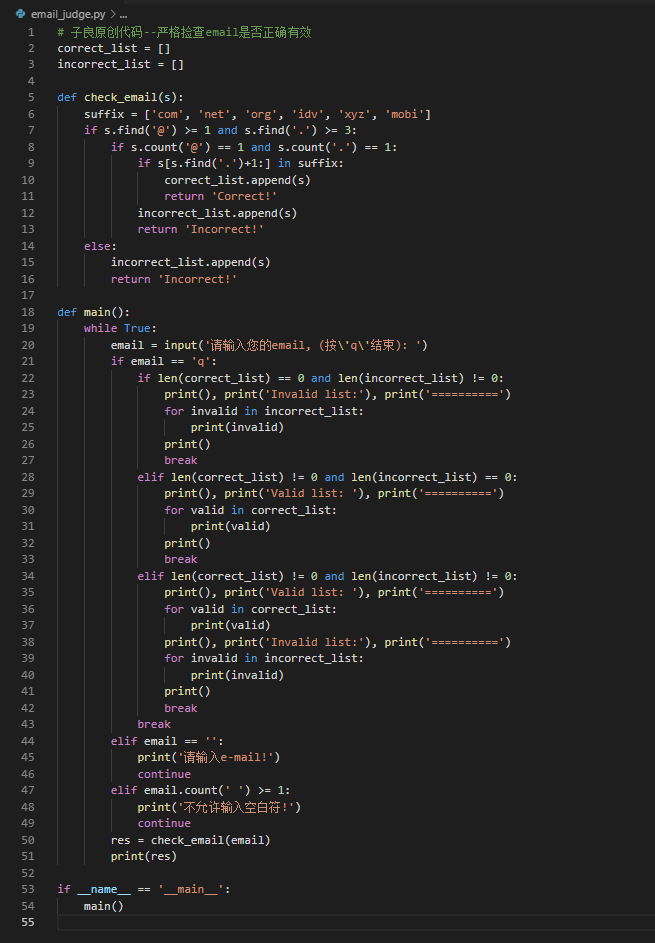 email_judge.py > ...
1 # 子良原创代码--严格捡查email是否正确有效
2 correct_list = []
3 incorrect_list = []
4
5 def check_email(s):
6     suffix = ['com', 'net', 'org', 'idv', 'xyz', 'mobi']
7     if s.find('@') >= 1 and s.find('.') >= 3:
8         if s.count('@') == 1 and s.count('.') == 1:
9             if s[s.find('.')+1:] in suffix:
10                 correct_list.append(s)
11                 return 'Correct!'
12             incorrect_list.append(s)
13             return 'Incorrect!'
14     else:
15         incorrect_list.append(s)
16         return 'Incorrect!'
17
18 def main():
19     while True:
20         email = input('请输入您的email, (按\'q\'结束): ')
21         if email == 'q':
22             if len(correct_list) == 0 and len(incorrect_list) != 0:
23                 print(), print('Invalid list:'), print('==========')
24                 for invalid in incorrect_list:
25                     print(invalid)
26                 print()
27                 break
28             elif len(correct_list) != 0 and len(incorrect_list) == 0:
29                 print(), print('Valid list: '), print('==========')
30                 for valid in correct_list:
31                     print(valid)
32                 print()
33                 break
34             elif len(correct_list) != 0 and len(incorrect_list) != 0:
35                 print(), print('Valid list: '), print('==========')
36                 for valid in correct_list:
37                     print(valid)
38                 print(), print('Invalid list:'), print('==========')
39                 for invalid in incorrect_list:
40                     print(invalid)
41                 print()
42                 break
43             break
44         elif email == '':
45             print('请输入e-mail!')
46             continue
47         elif email.count(' ') >= 1:
48             print('不允许输入空白符!')
49             continue
50         res = check_email(email)
51         print(res)
52
53 if __name__ == '__main__':
54     main()
55